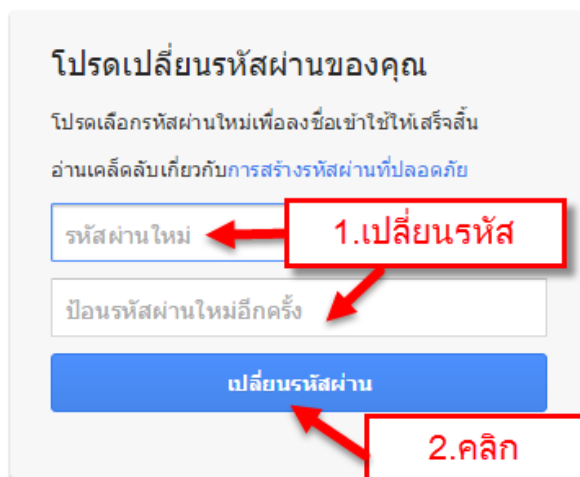 โปรดเปลี่ยนรหัสผ่านของคุณ
โปรดเลือกรหัสผ่านใหม่เพื่อลงชื่อเข้าใช้ให้เสร็จสิ้น
อ่านเคล็ดลับเกี่ยวกับการสร้างรหัสผ่านที่ปลอดภัย
รหัสผ่านใหม่
1.เปลี่ยนรหัส
ป้อนรหัสผ่านใหม่อีกครั้ง
เปลี่ยนรหัสผ่าน
2.คลิก